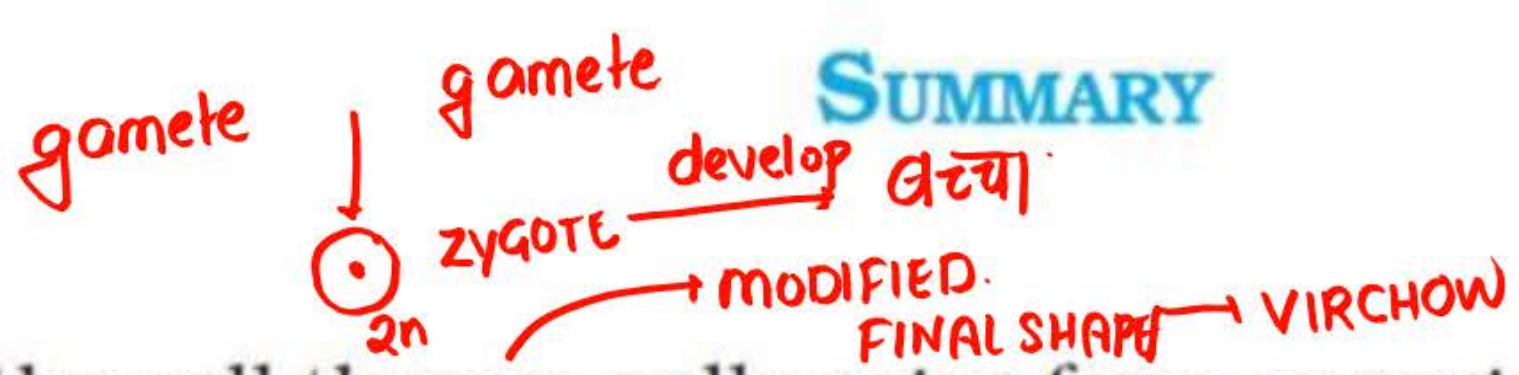 SUMMARY
gamete gamete
ZYGOTE develop बच्चा
2n
MODIFIED.
FINAL SHAPE VIRCHOW